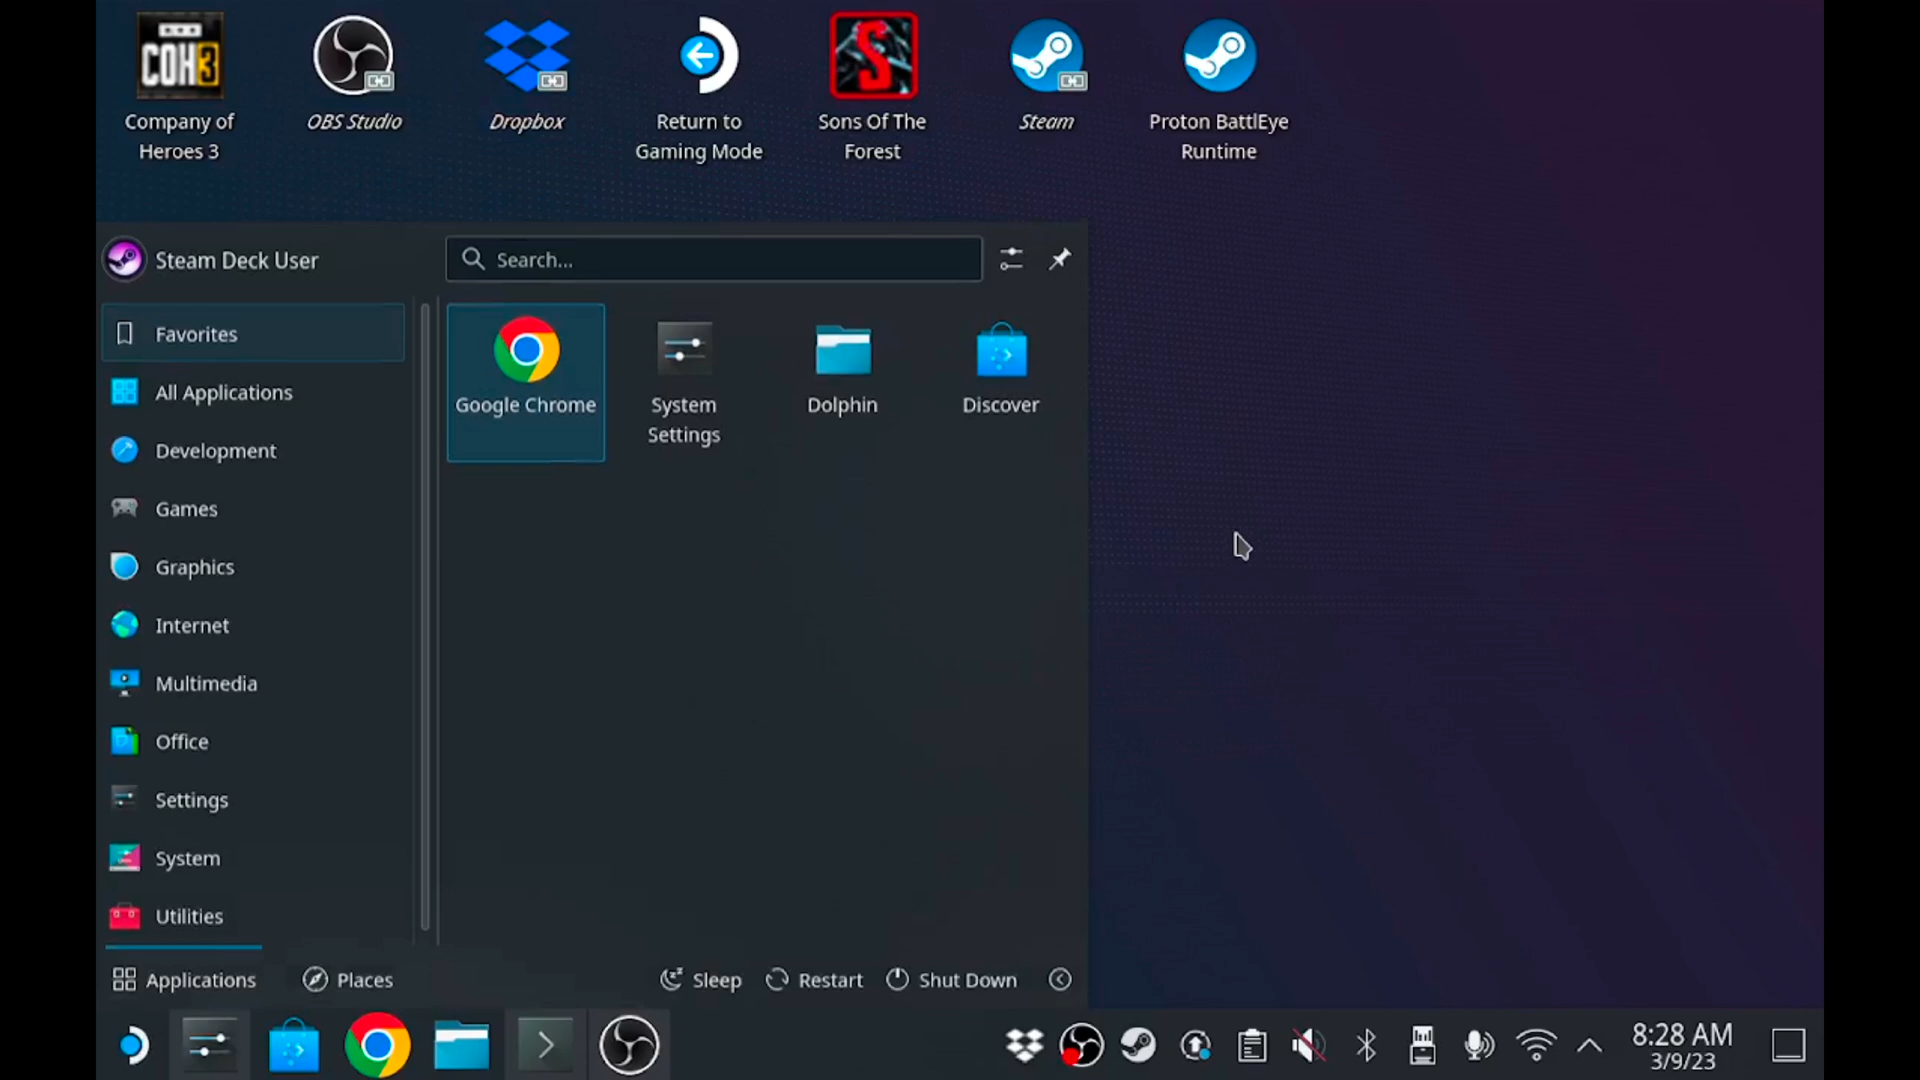 COH3
Company of
Heroes 3
OBS Studio
Dropbox
Return to
Gaming Mode
S
Sons Of The
Forest
Steam
Proton BattlEye
Runtime
Steam Deck User
Search...
Favorites
All Applications
Development
Games
Graphics
Internet
Multimedia
Office
Settings
System
Utilities
Google Chrome
System
Settings
Dolphin
Discover
Applications
Places
Sleep
Restart
Shut Down
8:28 AM
3/9/23